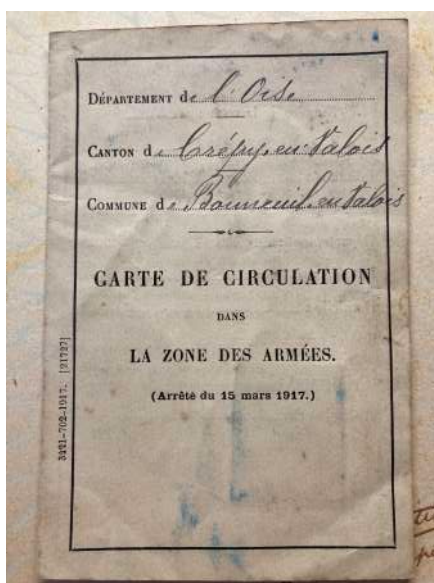 DÉPARTEMENT de l'Oise
CANTON de Crépy-en-Valois
COMMUNE de Bonneuil-en-Valois
CARTE DE CIRCULATION
DANS
LA ZONE DES ARMÉES.
(Arrêté du 15 mars 1917.)
3421-702-1917. [21727]